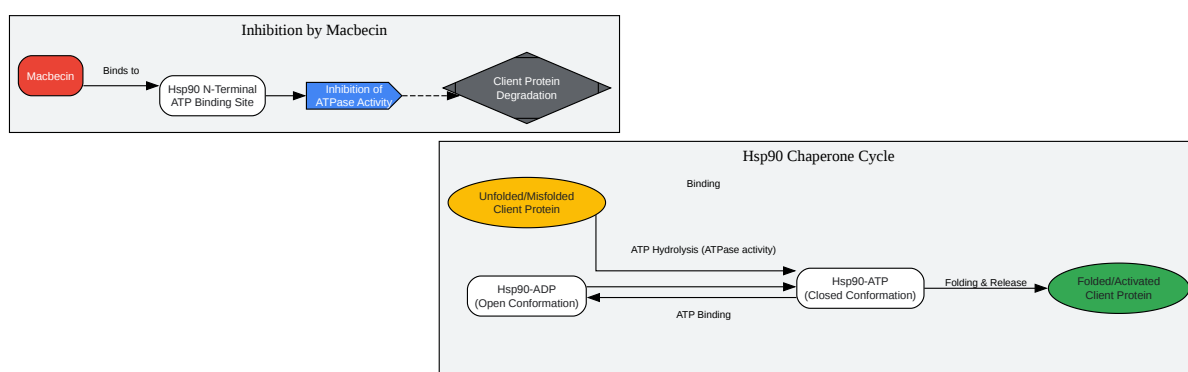 Inhibition by Macbecin
Macbecin
Binds to
Hsp90 N-Terminal
ATP Binding Site
Inhibition of
ATPase Activity
Client Protein
Degradation
Hsp90 Chaperone Cycle
Unfolded/Misfolded
Client Protein
Binding
ATP Hydrolysis (ATPase activity)
Hsp90-ADP
(Open Conformation)
Hsp90-ATP
(Closed Conformation)
Folding & Release
Folded/Activated
Client Protein
ATP Binding